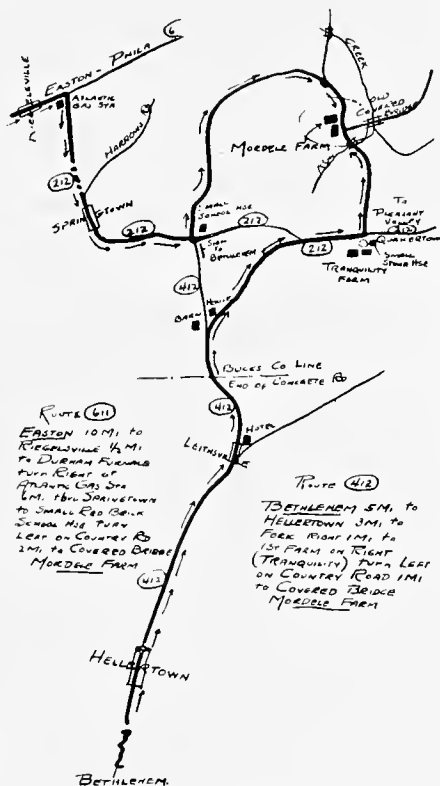 EASTON - PHILA
6
RIEGELSVILLE
ATLANTIC
GAS STA
HARROWS
212
SPRINGTOWN
212
CREEK
OLD
COVERED
BRIDGE
MORDELE FARM
SMALL
SCHOOL HSE
212
SIGN
TO
BETHLEHEM
TO
PLEASANT VALLEY
212
QUAKERTOWN
212
SMALL
STONE HSE
TRANQUILITY
FARM
412
BARN
HOUSE
BUCKS CO LINE
END OF CONCRETE RD
412
HOTEL
LEITHSVILLE
ROUTE 611
EASTON 10 MI TO
RIEGELSVILLE 1/2 MI
TO DURHAM FURNACE
TURN RIGHT AT
ATLANTIC GAS STA
6 MI. THRU SPRINGTOWN
TO SMALL RED BRICK
SCHOOL HSE TURN
LEFT ON COUNTRY RD
2 MI. TO COVERED BRIDGE
MORDELE FARM
ROUTE 412
BETHLEHEM 5 MI. TO
HELLERTOWN 3 MI. TO
FORK RIGHT 1 MI. TO
1ST FARM ON RIGHT
(TRANQUILITY) TURN LEFT
ON COUNTRY ROAD 1 MI
TO COVERED BRIDGE
MORDELE FARM
412
HELLERTOWN
BETHLEHEM.